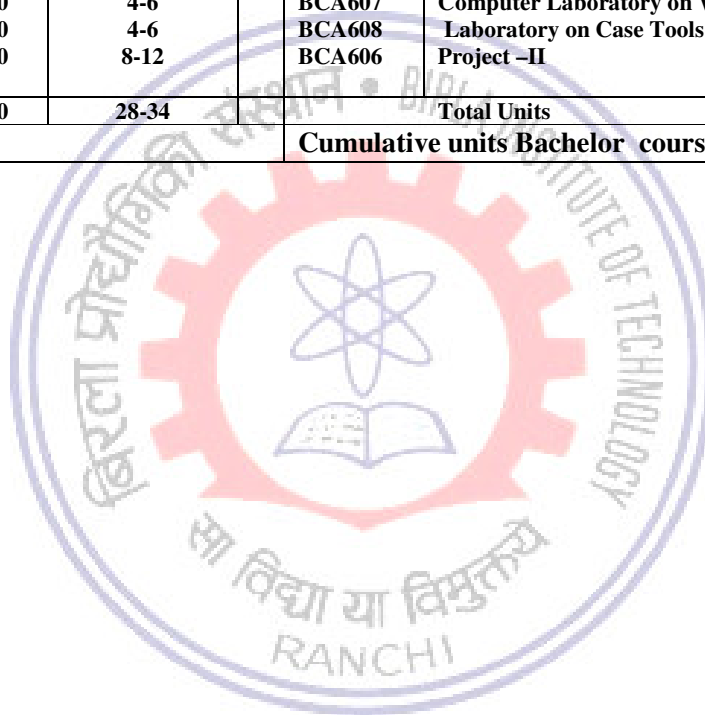 0 4-6 BCA607 Computer Laboratory on
0 4-6 BCA608 Laboratory on Case Tools
0 8-12 BCA606 Project –II
0 28-34 Total Units
Cumulative units Bachelor cours
बिरला प्रौद्योगिकी संस्थान • BIRLA INSTITUTE OF TECHNOLOGY
सा विद्या या विमुक्तये
RANCHI